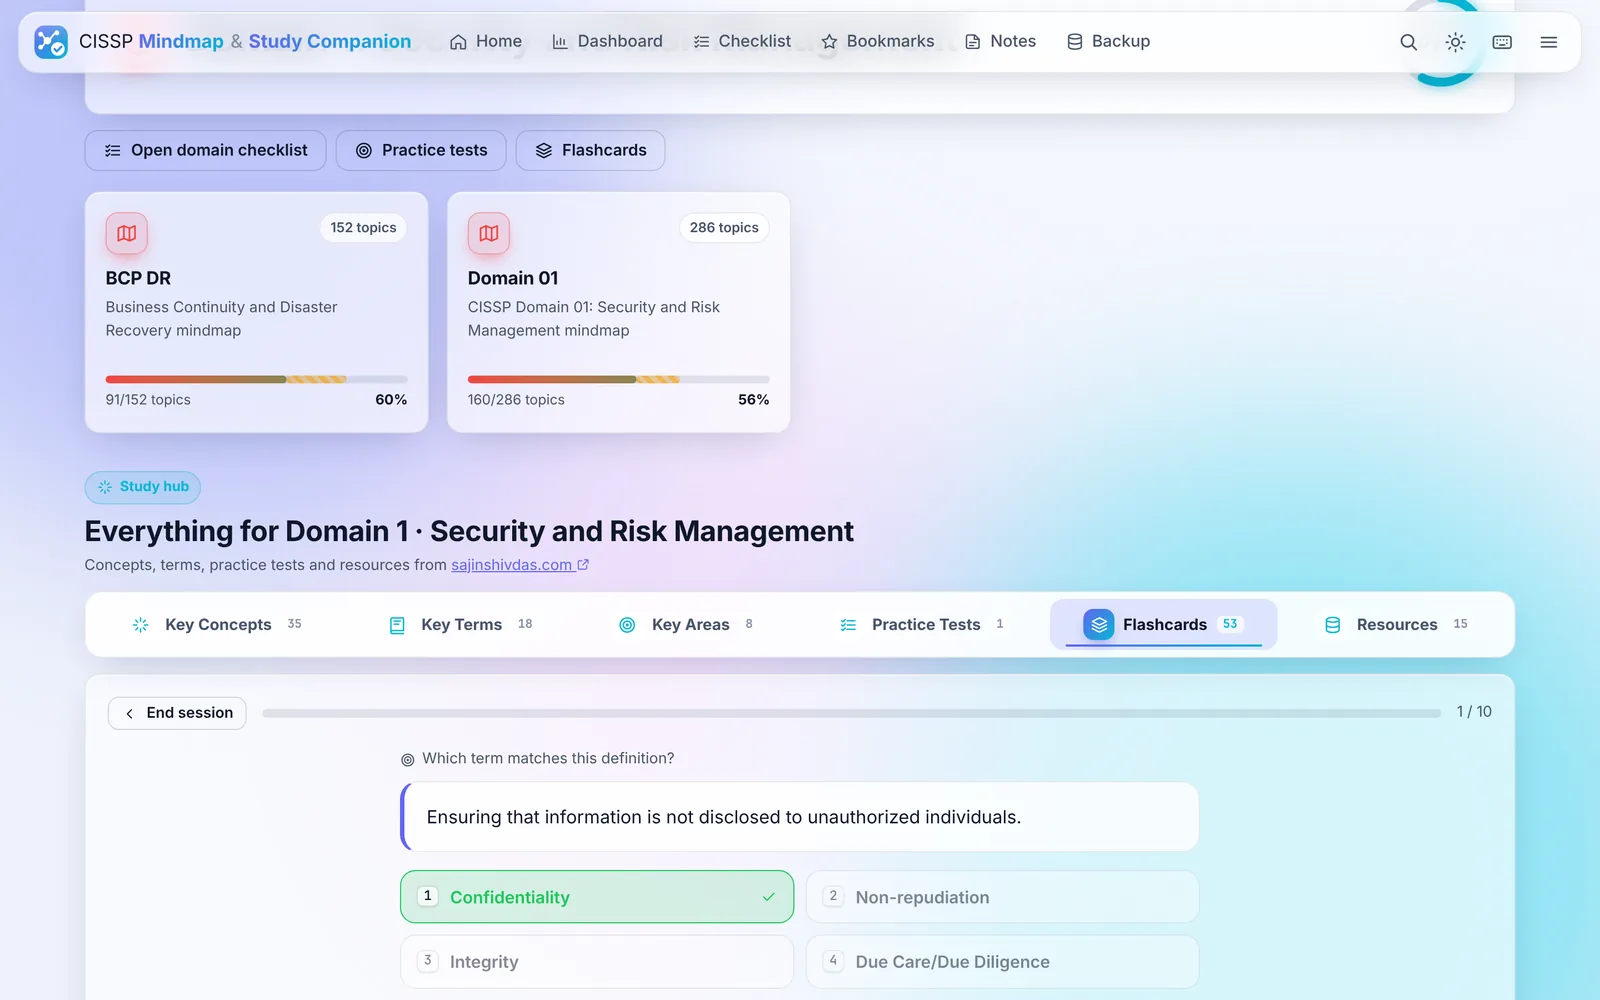 CISSP Mindmap & Study Companion
Home
Dashboard
Checklist
Bookmarks
Notes
Backup
Open domain checklist
Practice tests
Flashcards
152 topics
BCP DR
Business Continuity and Disaster
Recovery mindmap
91/152 topics
60%
286 topics
Domain 01
CISSP Domain 01: Security and Risk
Management mindmap
160/286 topics
56%
Study hub
Everything for Domain 1 · Security and Risk Management
Concepts, terms, practice tests and resources from sajinshivdas.com
Key Concepts 35
Key Terms 18
Key Areas 8
Practice Tests 1
Flashcards 53
Resources 15
End session
1 / 10
Which term matches this definition?
Ensuring that information is not disclosed to unauthorized individuals.
1 Confidentiality
2 Non-repudiation
3 Integrity
4 Due Care/Due Diligence